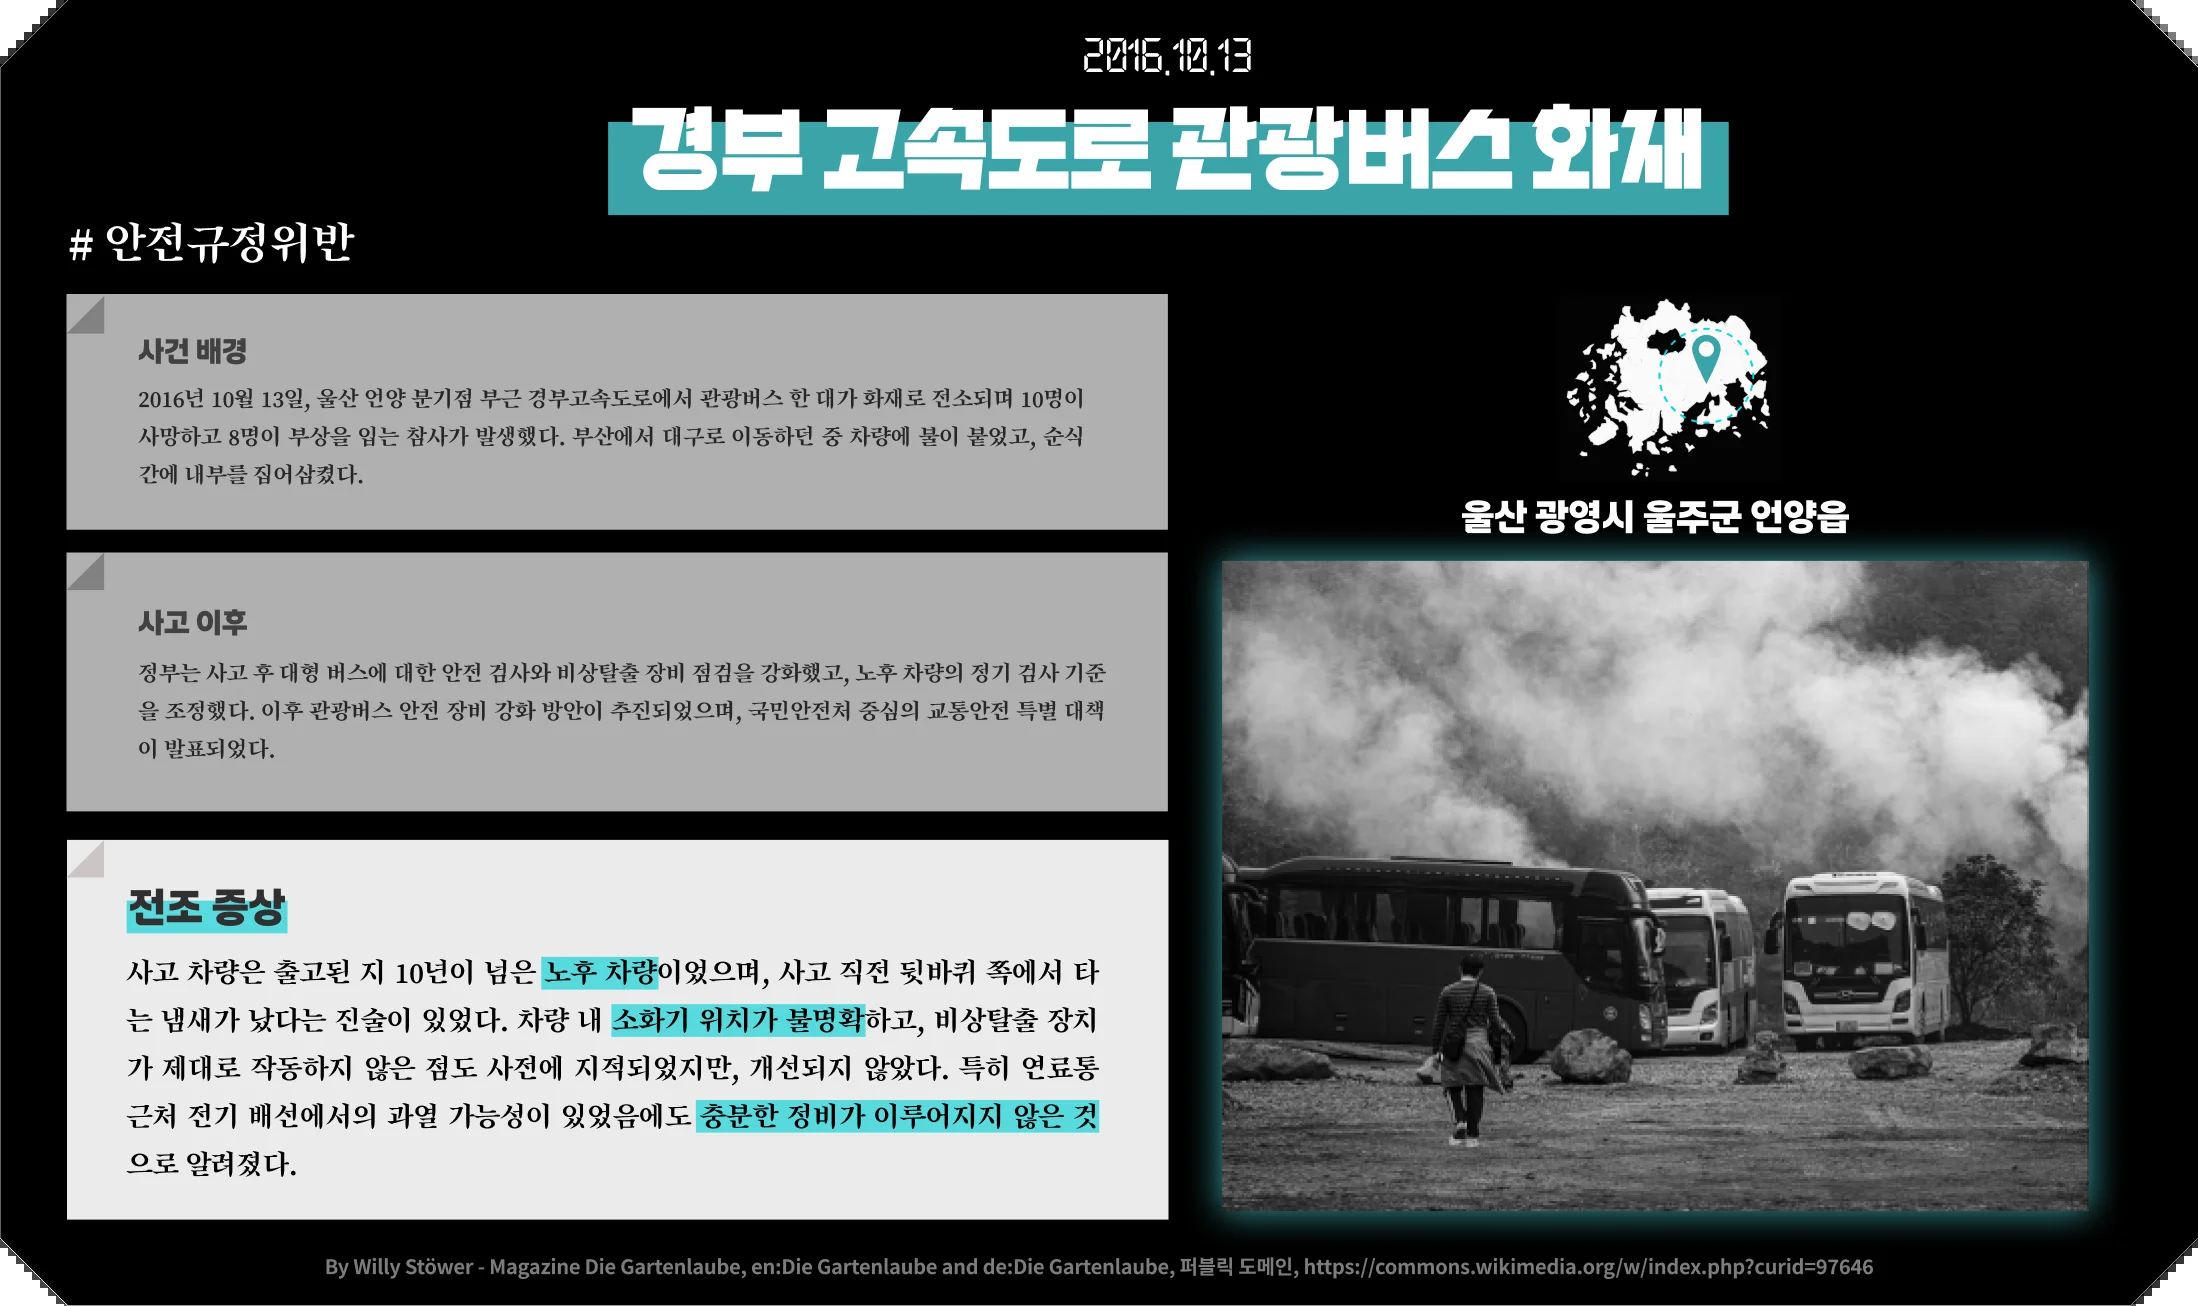 2016.10.13
경부 고속도로 관광버스 화재
# 안전규정위반
사건 배경
2016년 10월 13일, 울산 언양 분기점 부근 경부고속도로에서 관광버스 한 대가 화재로 전소되며 10명이
사망하고 8명이 부상을 입는 참사가 발생했다. 부산에서 대구로 이동하던 중 차량에 불이 붙었고, 순식
간에 내부를 집어삼켰다.
사고 이후
정부는 사고 후 대형 버스에 대한 안전 검사와 비상탈출 장비 점검을 강화했고, 노후 차량의 정기 검사 기준
을 조정했다. 이후 관광버스 안전 장비 강화 방안이 추진되었으며, 국민안전처 중심의 교통안전 특별 대책
이 발표되었다.
전조 증상
사고 차량은 출고된 지 10년이 넘은 노후 차량이었으며, 사고 직전 뒷바퀴 쪽에서 타
는 냄새가 났다는 진술이 있었다. 차량 내 소화기 위치가 불명확하고, 비상탈출 장치
가 제대로 작동하지 않은 점도 사전에 지적되었지만, 개선되지 않았다. 특히 연료통
근처 전기 배선에서의 과열 가능성이 있었음에도 충분한 정비가 이루어지지 않은 것
으로 알려졌다.
울산 광영시 울주군 언양읍
By Willy Stöwer - Magazine Die Gartenlaube, en:Die Gartenlaube and de:Die Gartenlaube, 퍼블릭 도메인, https://commons.wikimedia.org/w/index.php?curid=97646